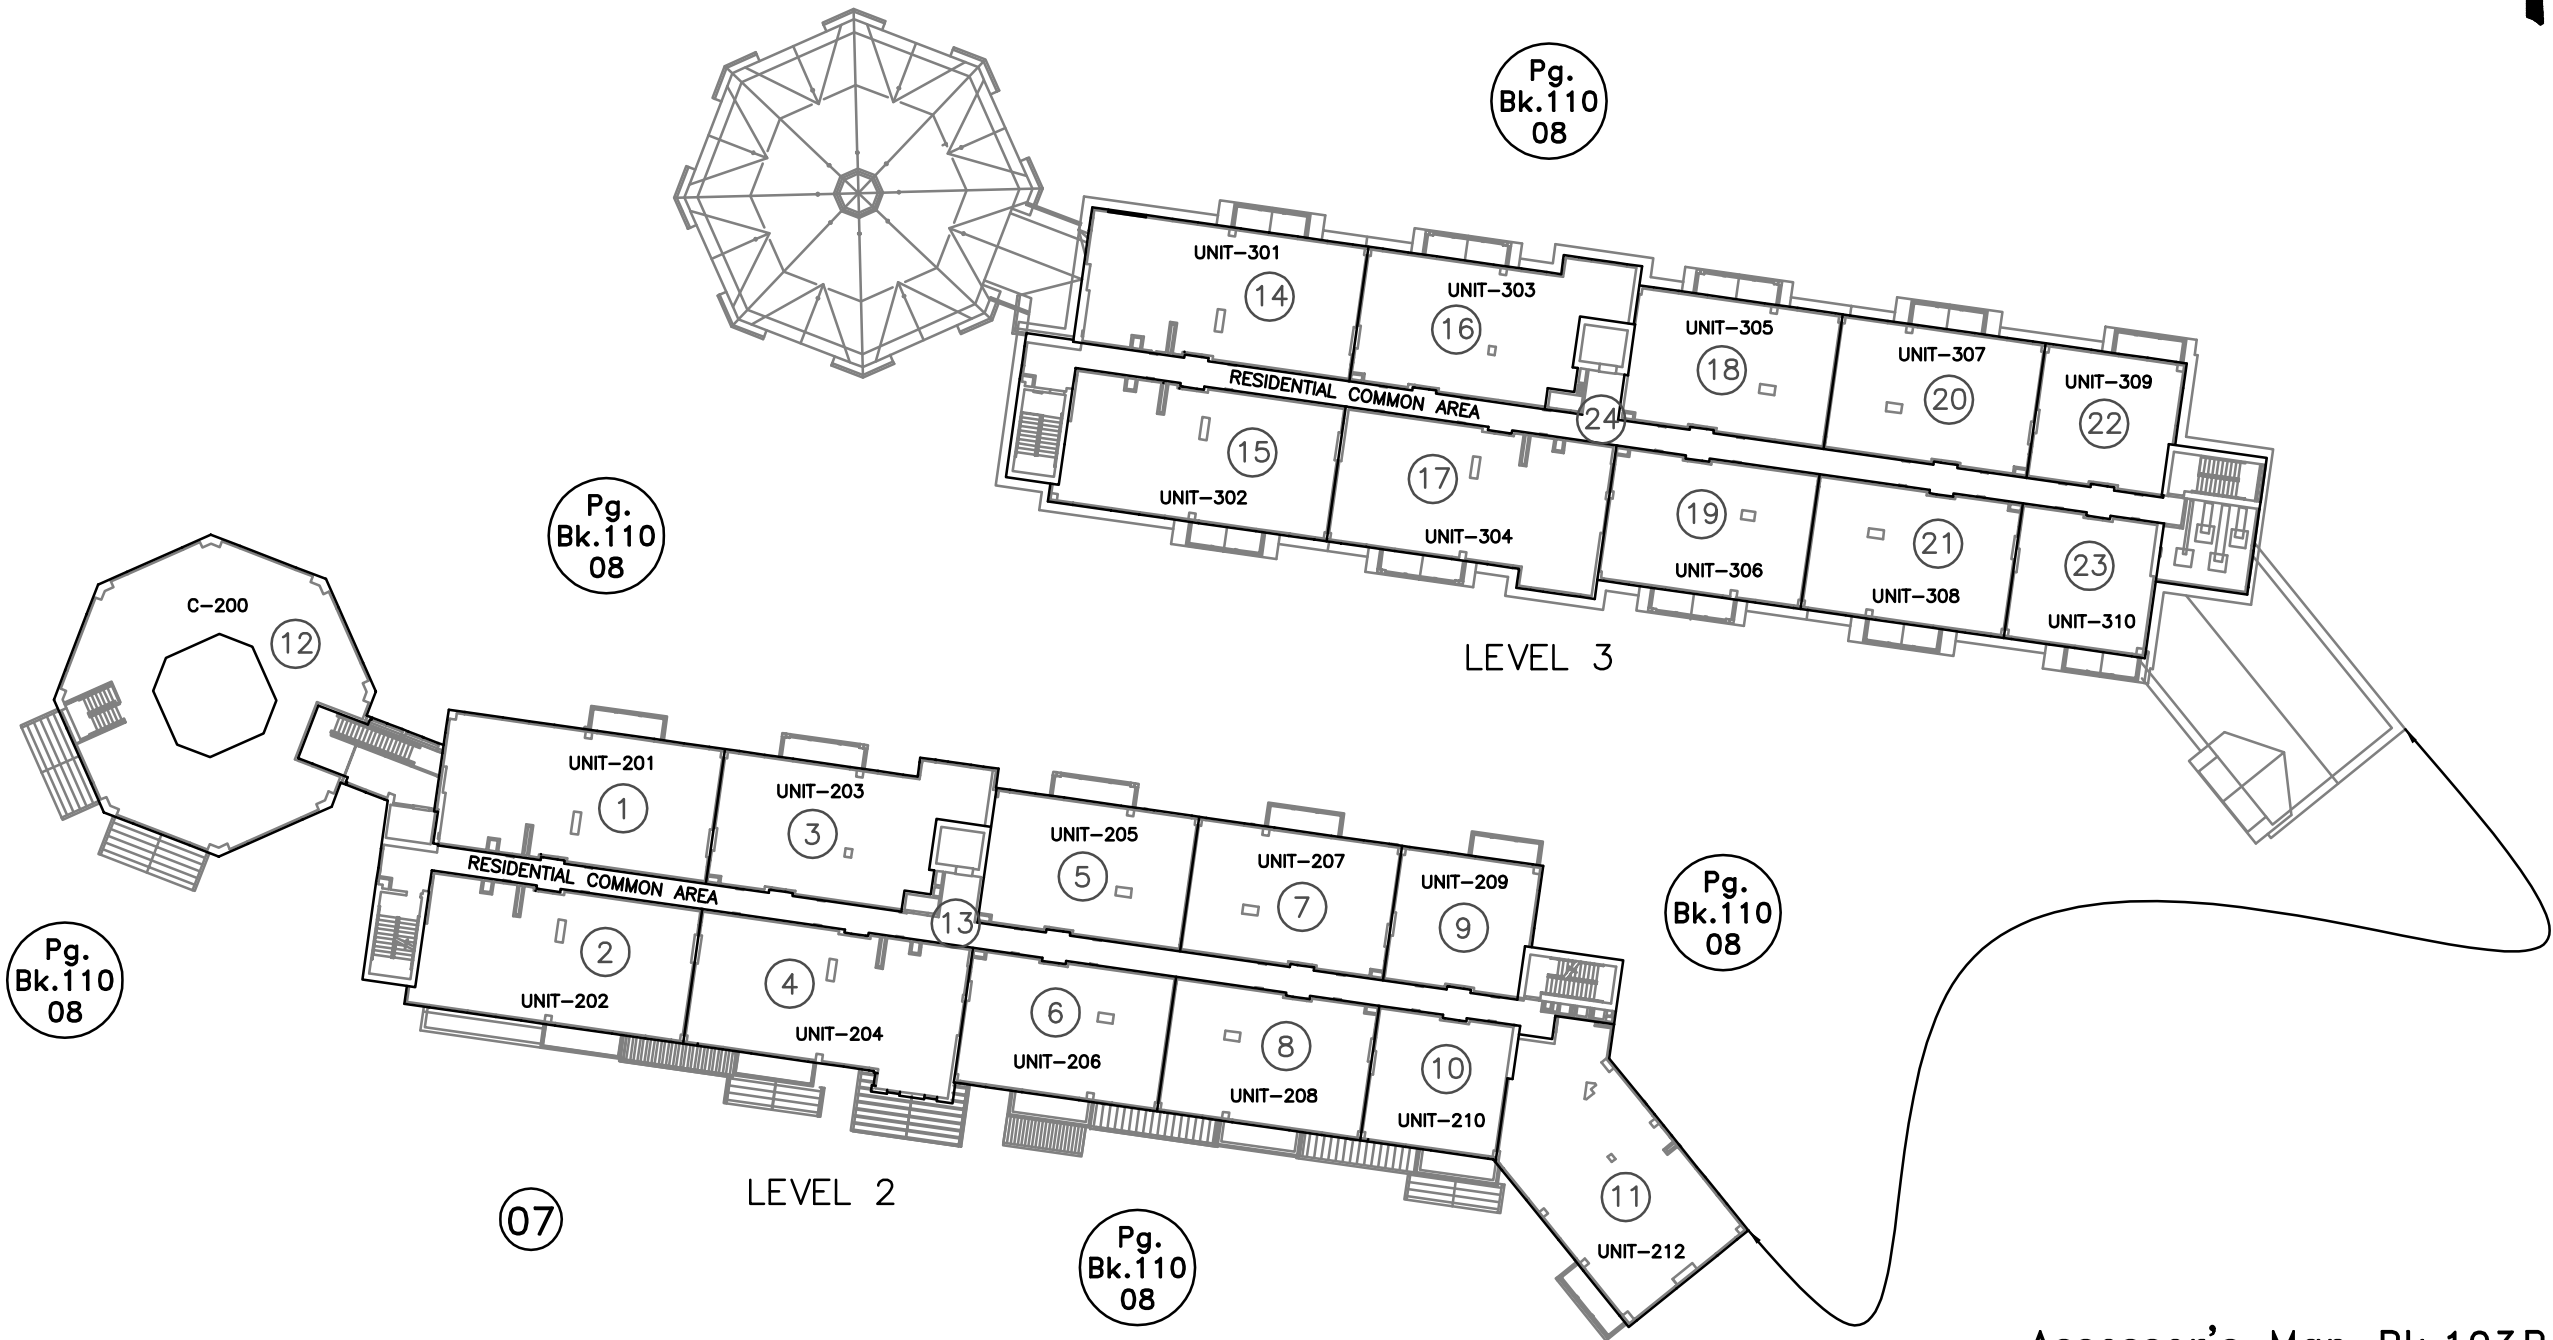 Pg.
Bk.110
08
UNIT-301
14
UNIT-303
16
UNIT-305
18
UNIT-307
20
UNIT-309
22
RESIDENTIAL COMMON AREA
24
15
UNIT-302
17
UNIT-304
19
UNIT-306
21
UNIT-308
23
UNIT-310
LEVEL 3
Pg.
Bk.110
08
C-200
12
UNIT-201
1
UNIT-203
3
UNIT-205
5
UNIT-207
7
UNIT-209
9
RESIDENTIAL COMMON AREA
13
2
UNIT-202
4
UNIT-204
6
UNIT-206
8
UNIT-208
10
UNIT-210
11
UNIT-212
Pg.
Bk.110
08
Pg.
Bk.110
08
LEVEL 2
07
Pg.
Bk.110
08
Assessor's Map Bk.